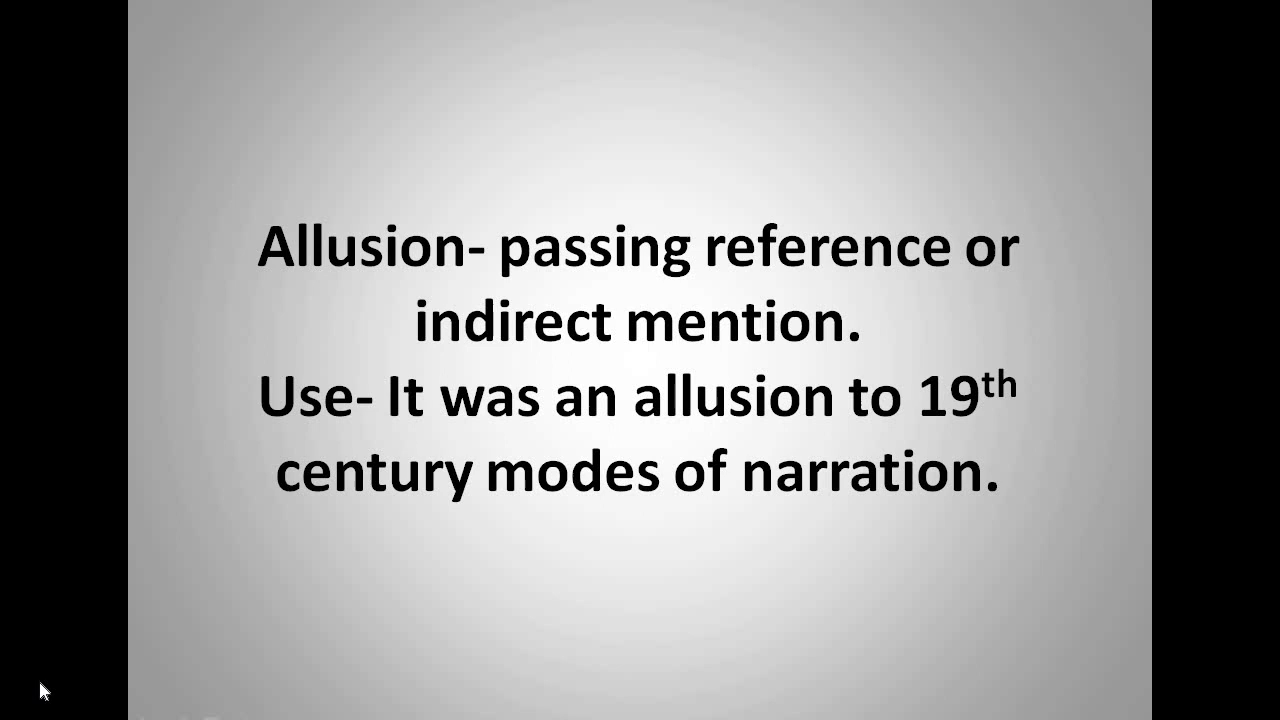 Allusion- passing reference or
indirect mention.
Use- It was an allusion to 19th
century modes of narration.